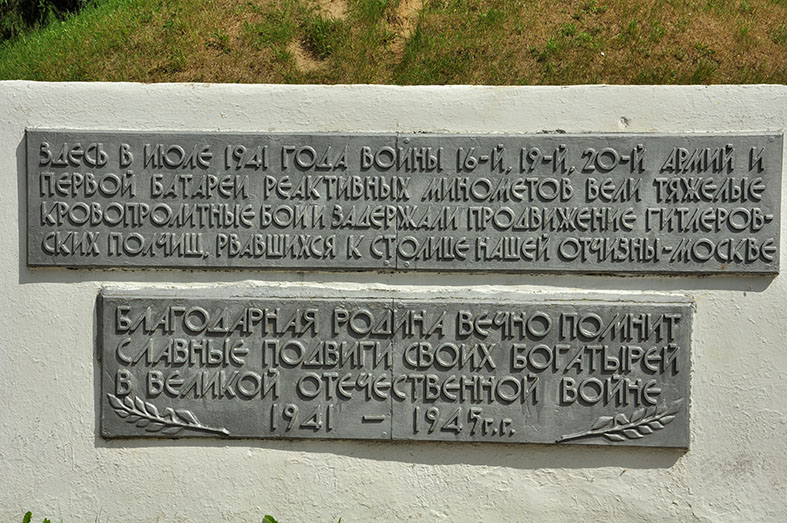 ЗДЕСЬ В ИЮЛЕ 1941 ГОДА ВОИНЫ 16-Й, 19-Й, 20-Й АРМИЙ И
ПЕРВОЙ БАТАРЕИ РЕАКТИВНЫХ МИНОМЕТОВ ВЕЛИ ТЯЖЕЛЫЕ
КРОВОПРОЛИТНЫЕ БОИ И ЗАДЕРЖАЛИ ПРОДВИЖЕНИЕ ГИТЛЕРОВ-
СКИХ ПОЛЧИЩ, РВАВШИХСЯ К СТОЛИЦЕ НАШЕЙ ОТЧИЗНЫ-МОСКВЕ
БЛАГОДАРНАЯ РОДИНА ВЕЧНО ПОМНИТ
СЛАВНЫЕ ПОДВИГИ СВОИХ БОГАТЫРЕЙ
В ВЕЛИКОЙ ОТЕЧЕСТВЕННОЙ ВОЙНЕ
1941 – 1945 г.г.